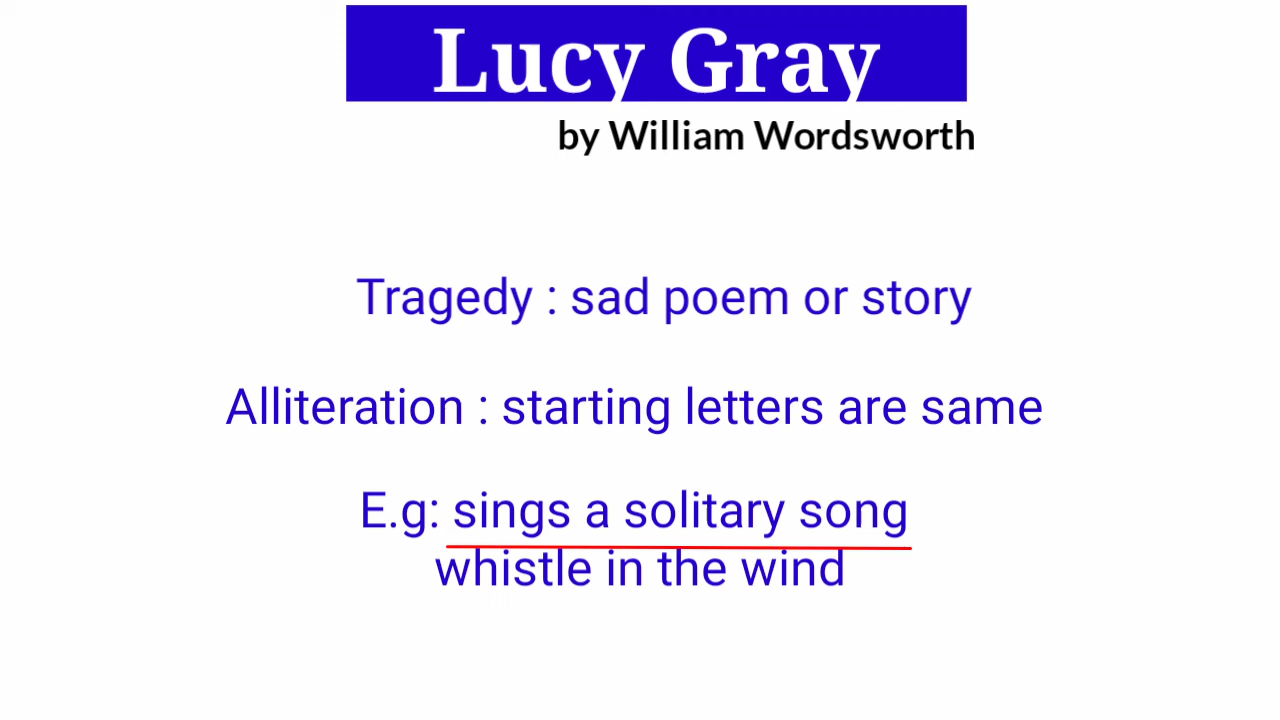 Lucy Gray
by William Wordsworth
Tragedy : sad poem or story
Alliteration : starting letters are same
E.g: sings a solitary song
whistle in the wind